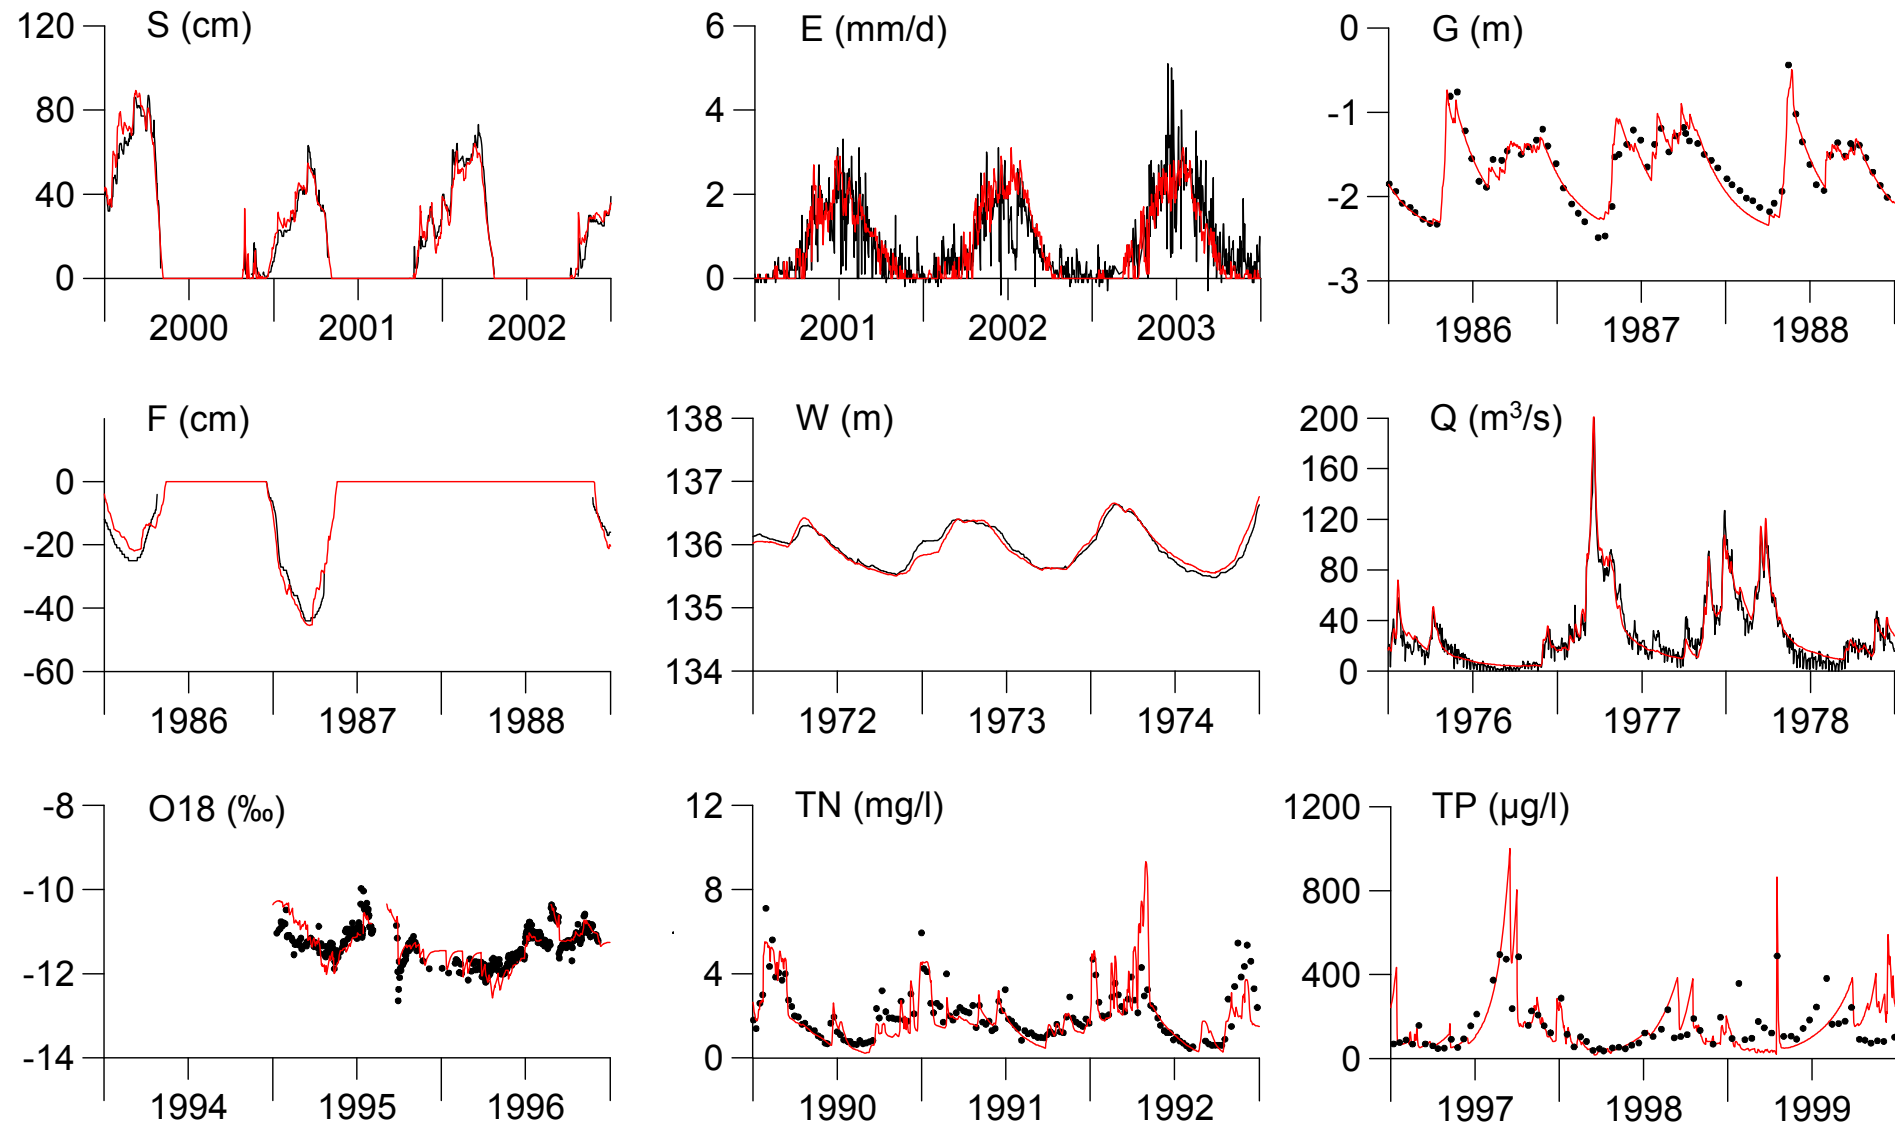 S (cm)
120
80
40
0
2000 2001 2002
E (mm/d)
6
4
2
0
2001 2002 2003
G (m)
0
-1
-2
-3
1986 1987 1988
F (cm)
0
-20
-40
-60
1986 1987 1988
W (m)
138
137
136
135
134
1972 1973 1974
Q (m³/s)
200
160
120
80
40
0
1976 1977 1978
O18 (‰)
-8
-10
-12
-14
1994 1995 1996
TN (mg/l)
12
8
4
0
1990 1991 1992
TP (µg/l)
1200
800
400
0
1997 1998 1999